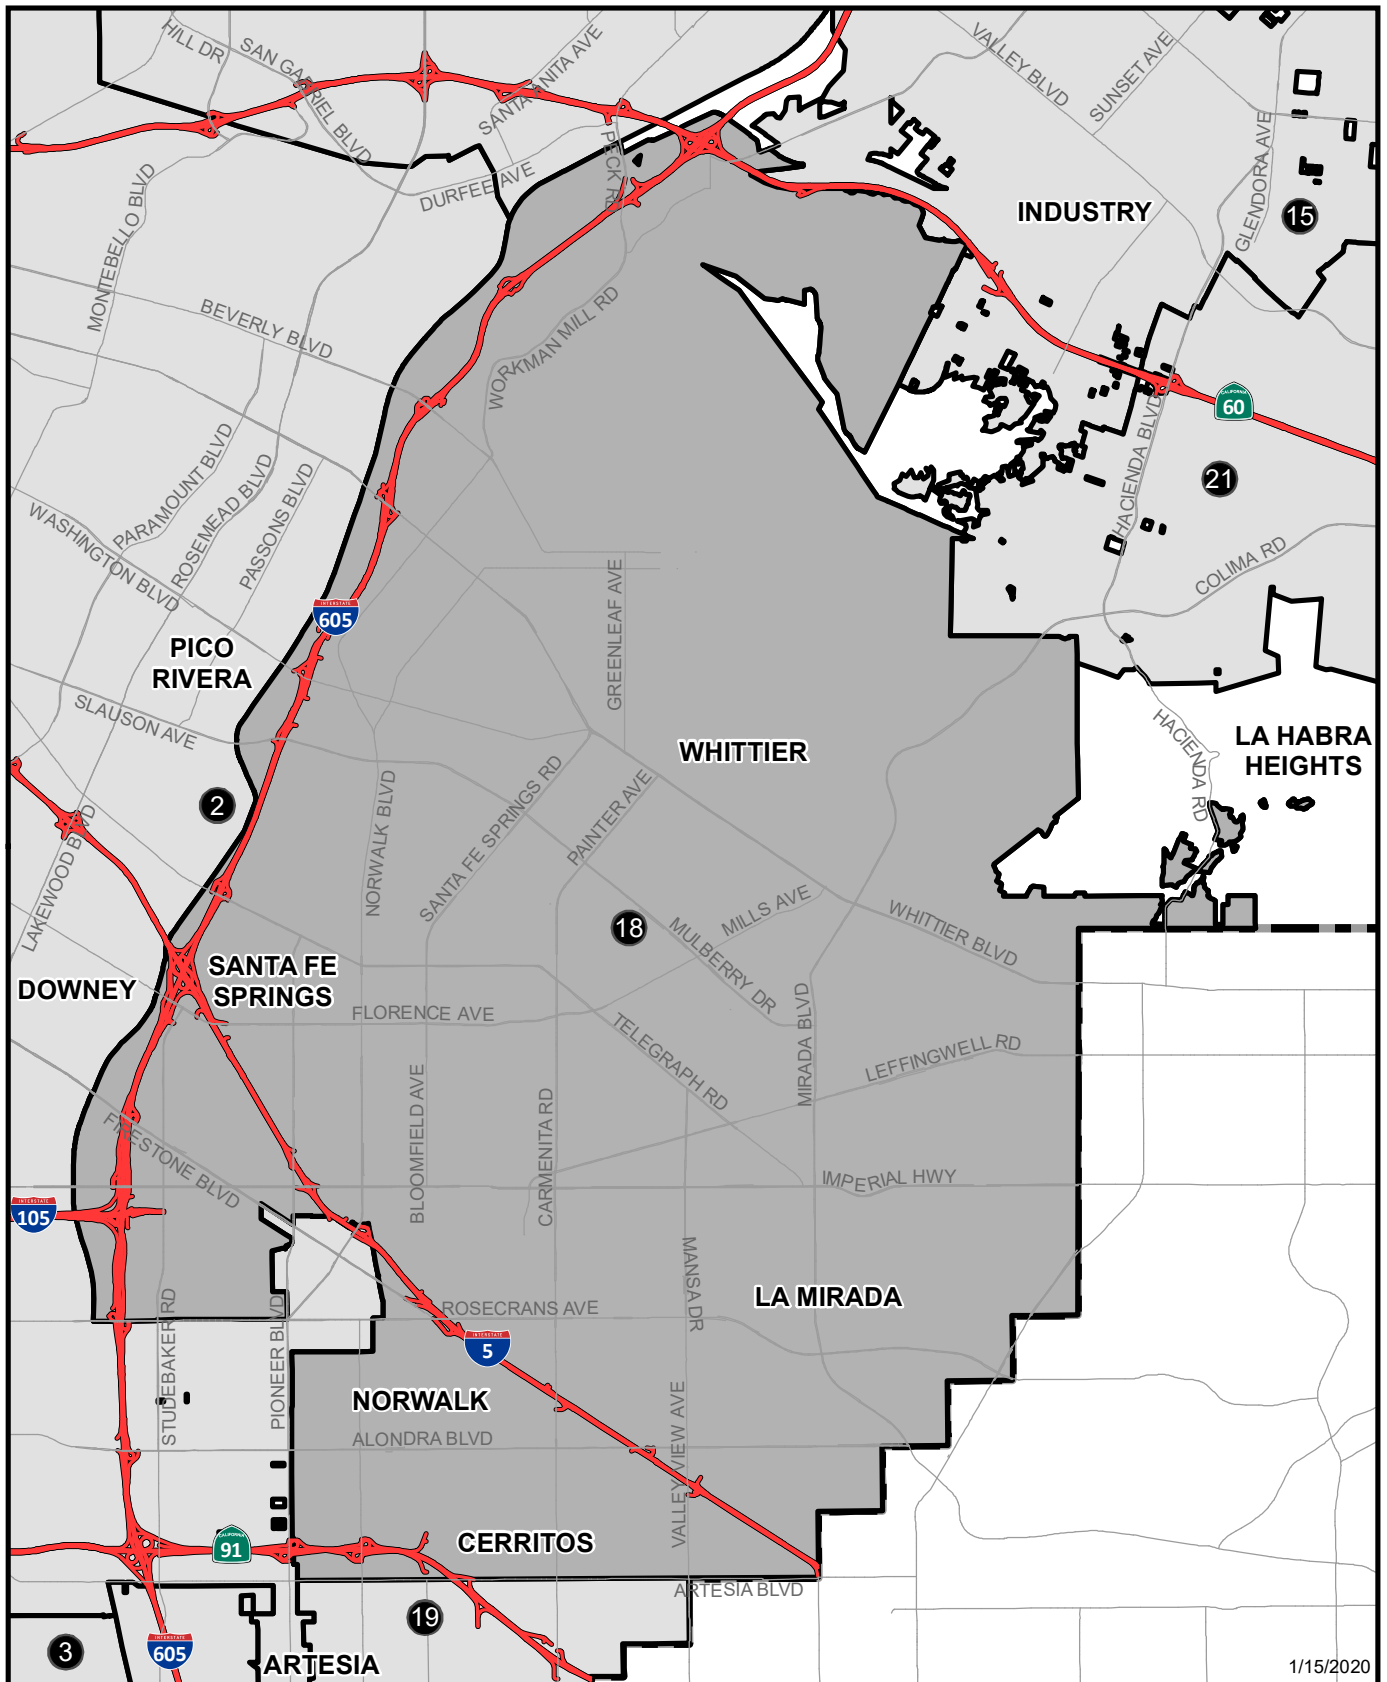 HILL DR
SAN GABRIEL BLVD
SANTA ANITA AVE
VALLEY BLVD
SUNSET AVE
PECK RD
DURFEE AVE
MONTEBELLO BLVD
INDUSTRY
GLENDORA AVE
15
BEVERLY BLVD
WORKMAN MILL RD
CALIFORNIA
60
HACIENDA BLVD
PARAMOUNT BLVD
ROSEMEAD BLVD
PASSONS BLVD
WASHINGTON BLVD
21
COLIMA RD
GREENLEAF AVE
INTERSTATE
605
PICO
RIVERA
SLAUSON AVE
WHITTIER
HACIENDA RD
LA HABRA
HEIGHTS
2
NORWALK BLVD
SANTA FE SPRINGS RD
PAINTER AVE
LAKEWOOD BLVD
18
MILLS AVE
MULBERRY DR
WHITTIER BLVD
DOWNEY
SANTA FE
SPRINGS
FLORENCE AVE
TELEGRAPH RD
MIRADA BLVD
LEFFINGWELL RD
FIRESTONE BLVD
BLOOMFIELD AVE
CARMENITA RD
IMPERIAL HWY
INTERSTATE
105
MANSA DR
LA MIRADA
STUDEBAKER RD
PIONEER BLVD
ROSECRANS AVE
INTERSTATE
5
NORWALK
VALLEY VIEW AVE
ALONDRA BLVD
CALIFORNIA
91
CERRITOS
ARTESIA BLVD
19
3
INTERSTATE
605
ARTESIA
1/15/2020